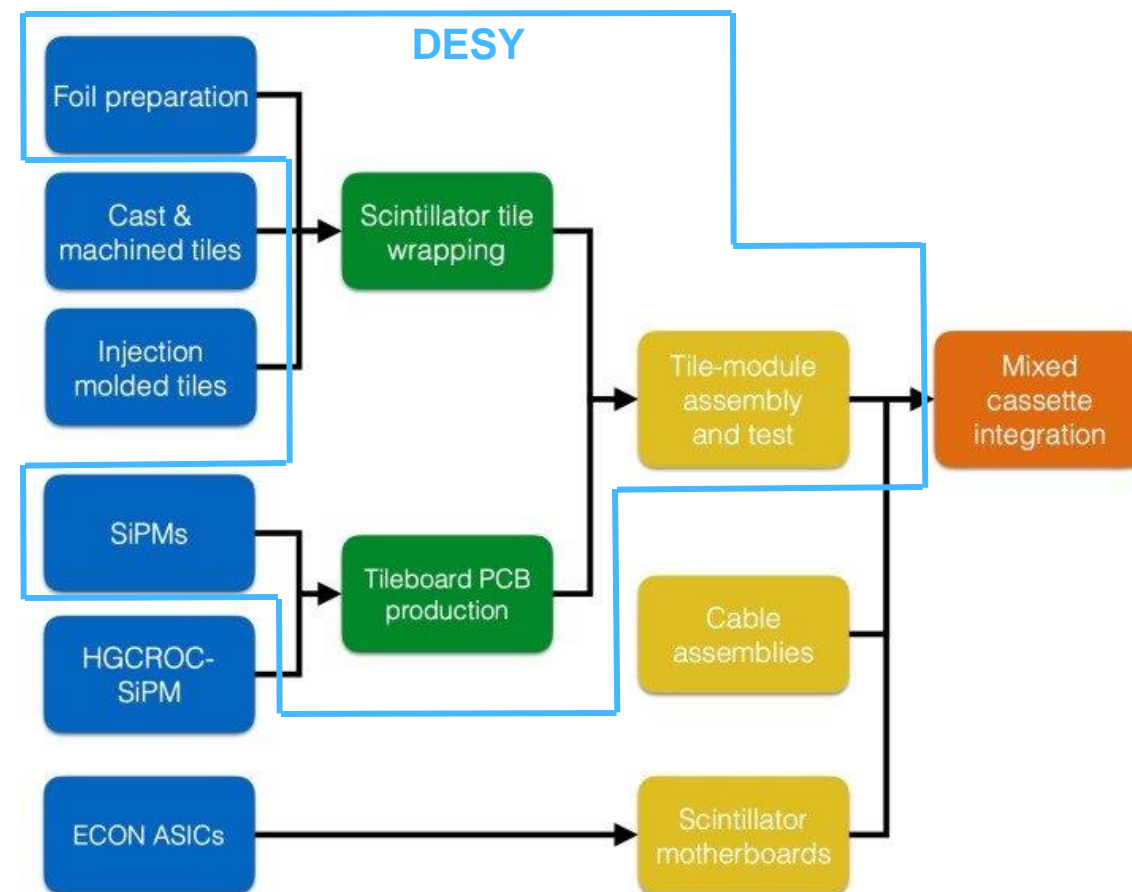 DESY
Foil preparation
Cast &
machined tiles
Injection
molded tiles
SiPMs
HGCROC-
SiPM
ECON ASICs
Scintillator tile
wrapping
Tileboard PCB
production
Tile-module
assembly
and test
Cable
assemblies
Scintillator
motherboards
Mixed
cassette
integration